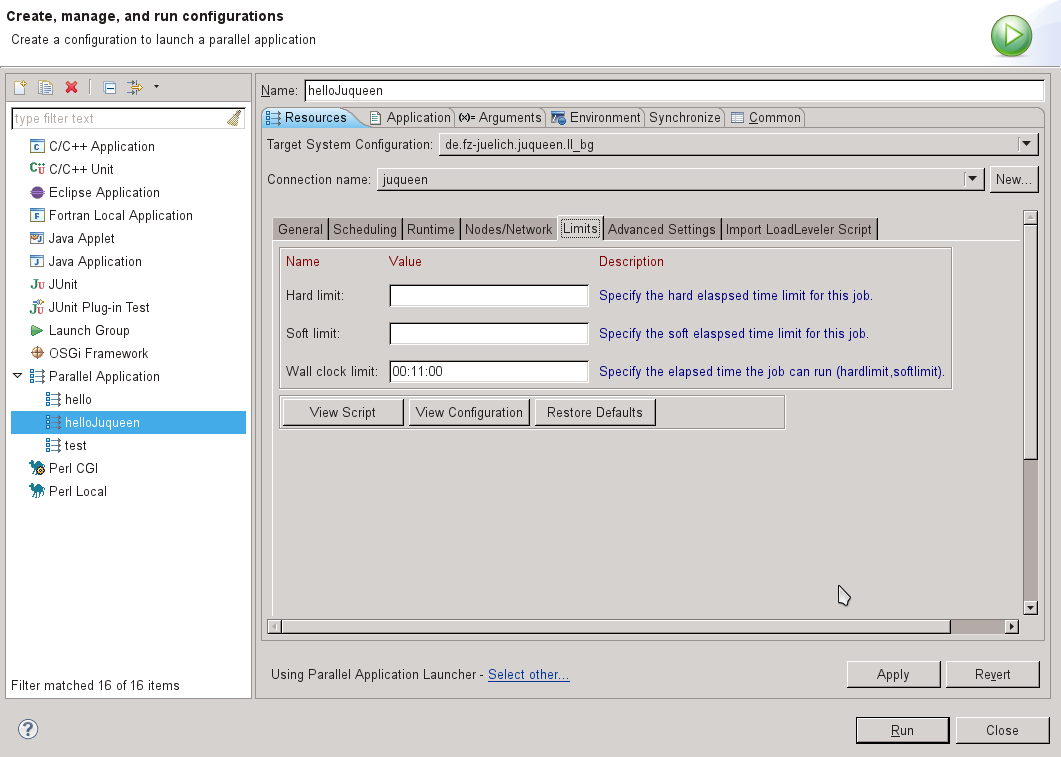 Create, manage, and run configurations
Create a configuration to launch a parallel application
type filter text
C/C++ Application
C/C++ Unit
Eclipse Application
Fortran Local Application
Java Applet
Java Application
JUnit
JUnit Plug-in Test
Launch Group
OSGi Framework
Parallel Application
hello
helloJuqueen
test
Perl CGI
Perl Local
Filter matched 16 of 16 items
Name: helloJuqueen
Resources Application Arguments Environment Synchronize Common
Target System Configuration: de.fz-juelich.juqueen.ll_bg
Connection name: juqueen New...
General Scheduling Runtime Nodes/Network Limits Advanced Settings Import LoadLeveler Script
Name Value Description
Hard limit: Specify the hard elaspsed time limit for this job.
Soft limit: Specify the soft elaspsed time limit for this job.
Wall clock limit: 00:11:00 Specify the elapsed time the job can run (hardlimit,softlimit).
View Script View Configuration Restore Defaults
Using Parallel Application Launcher - Select other...
Apply Revert
Run Close